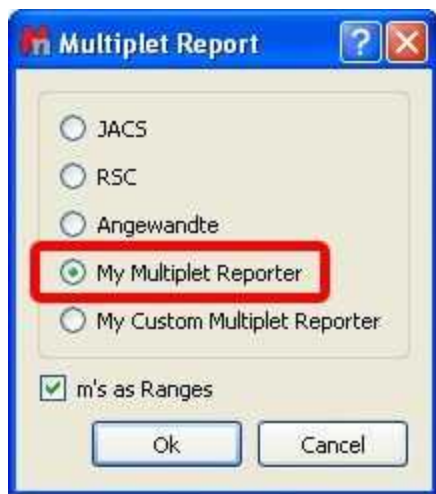 Multiplet Report
JACS
RSC
Angewandte
My Multiplet Reporter
My Custom Multiplet Reporter
m's as Ranges
Ok
Cancel